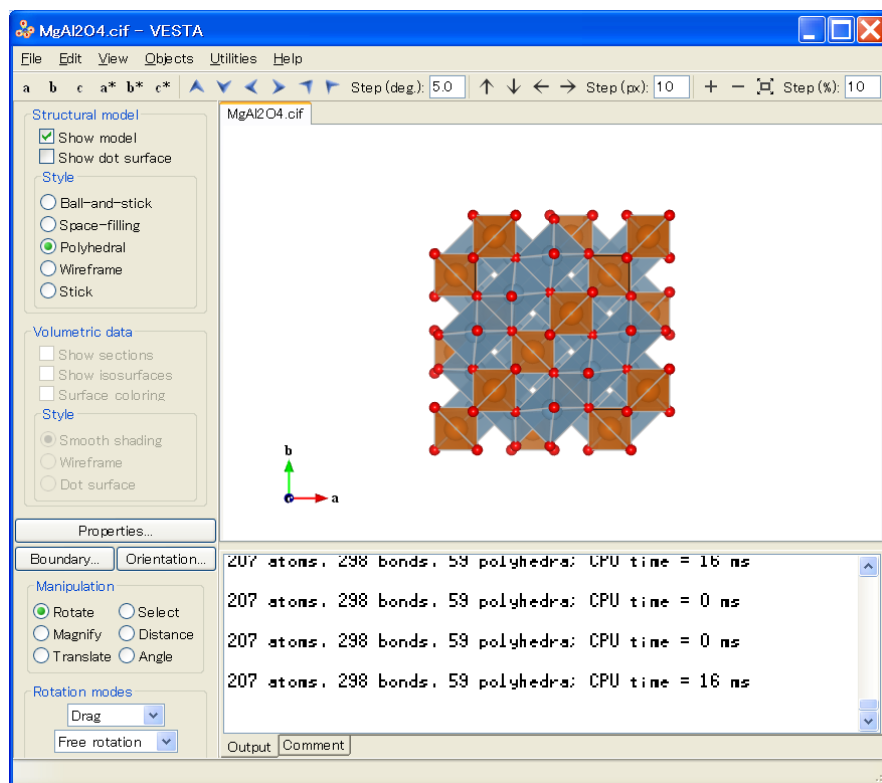 MgAl2O4.cif - VESTA
File Edit View Objects Utilities Help
a b c a* b* c* Step(deg.): 5.0 Step(px): 10 Step(%): 10
Structural model
Show model
Show dot surface
Style
Ball-and-stick
Space-filling
Polyhedral
Wireframe
Stick
Volumetric data
Show sections
Show isosurfaces
Surface coloring
Style
Smooth shading
Wireframe
Dot surface
Properties...
Boundary... Orientation...
Manipulation
Rotate Select
Magnify Distance
Translate Angle
Rotation modes
Drag
Free rotation
MgAl2O4.cif
b
c
a
207 atoms, 298 bonds, 59 polyhedra; CPU time = 16 ms
207 atoms, 298 bonds, 59 polyhedra; CPU time = 0 ms
207 atoms, 298 bonds, 59 polyhedra; CPU time = 0 ms
207 atoms, 298 bonds, 59 polyhedra; CPU time = 16 ms
Output Comment